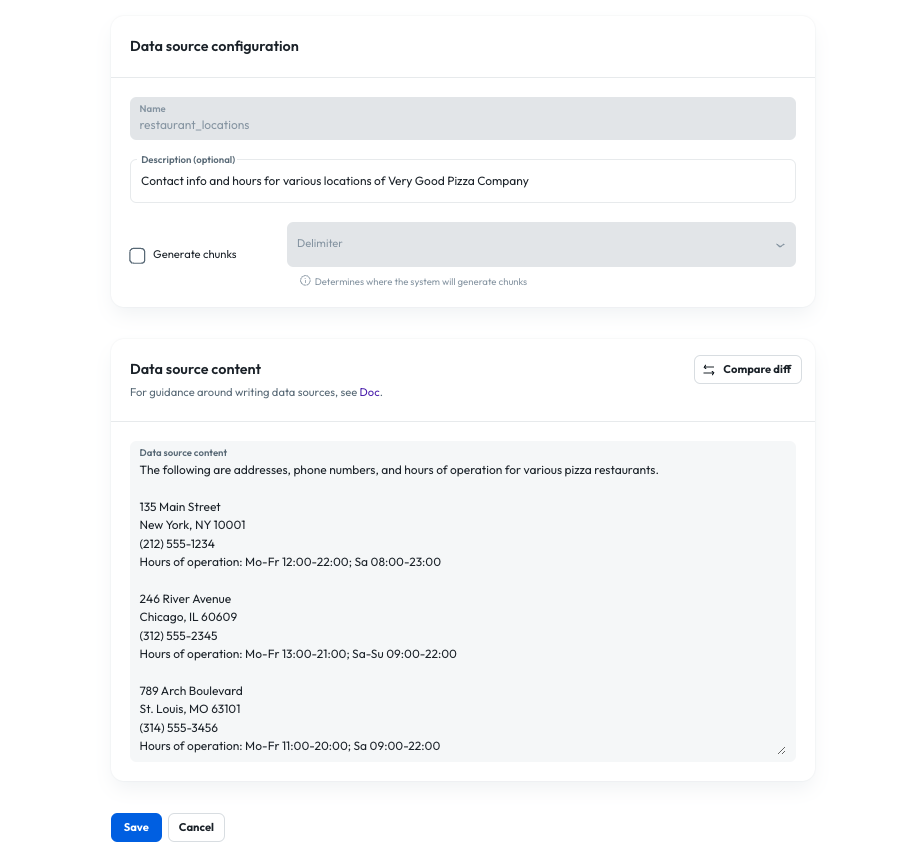 Data source configuration
Name
restaurant_locations
Description (optional)
Contact info and hours for various locations of Very Good Pizza Company
Generate chunks
Delimiter
Determines where the system will generate chunks
Data source content
Compare diff
For guidance around writing data sources, see Doc.
Data source content
The following are addresses, phone numbers, and hours of operation for various pizza restaurants.
135 Main Street
New York, NY 10001
(212) 555-1234
Hours of operation: Mo-Fr 12:00-22:00; Sa 08:00-23:00
246 River Avenue
Chicago, IL 60609
(312) 555-2345
Hours of operation: Mo-Fr 13:00-21:00; Sa-Su 09:00-22:00
789 Arch Boulevard
St. Louis, MO 63101
(314) 555-3456
Hours of operation: Mo-Fr 11:00-20:00; Sa 09:00-22:00
Save
Cancel